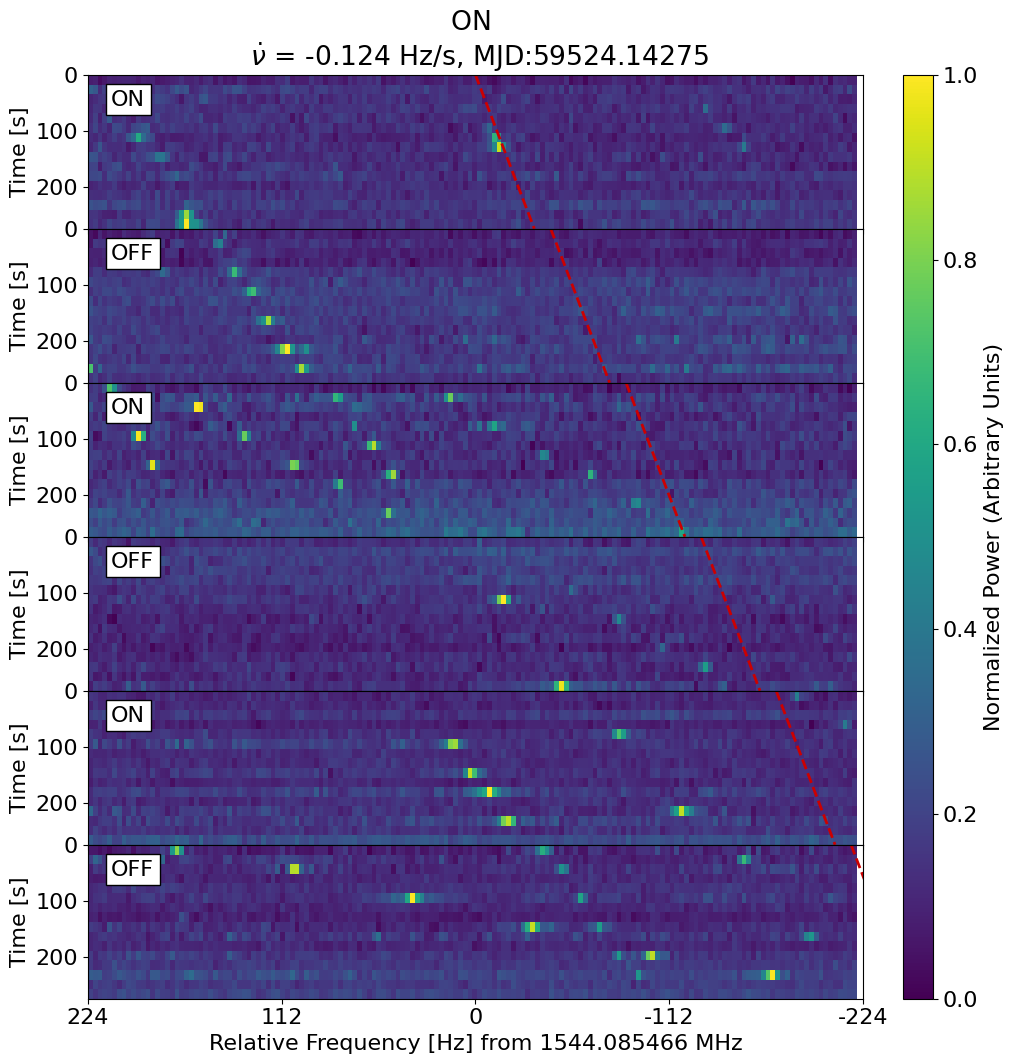 ON
ν̇ = -0.124 Hz/s, MJD:59524.14275
0
100
200
Time [s]
ON
0
100
200
Time [s]
OFF
0
100
200
Time [s]
ON
0
100
200
Time [s]
OFF
0
100
200
Time [s]
ON
0
100
200
Time [s]
OFF
224 112 0 -112 -224
Relative Frequency [Hz] from 1544.085466 MHz
1.0
0.8
0.6
0.4
0.2
0.0
Normalized Power (Arbitrary Units)